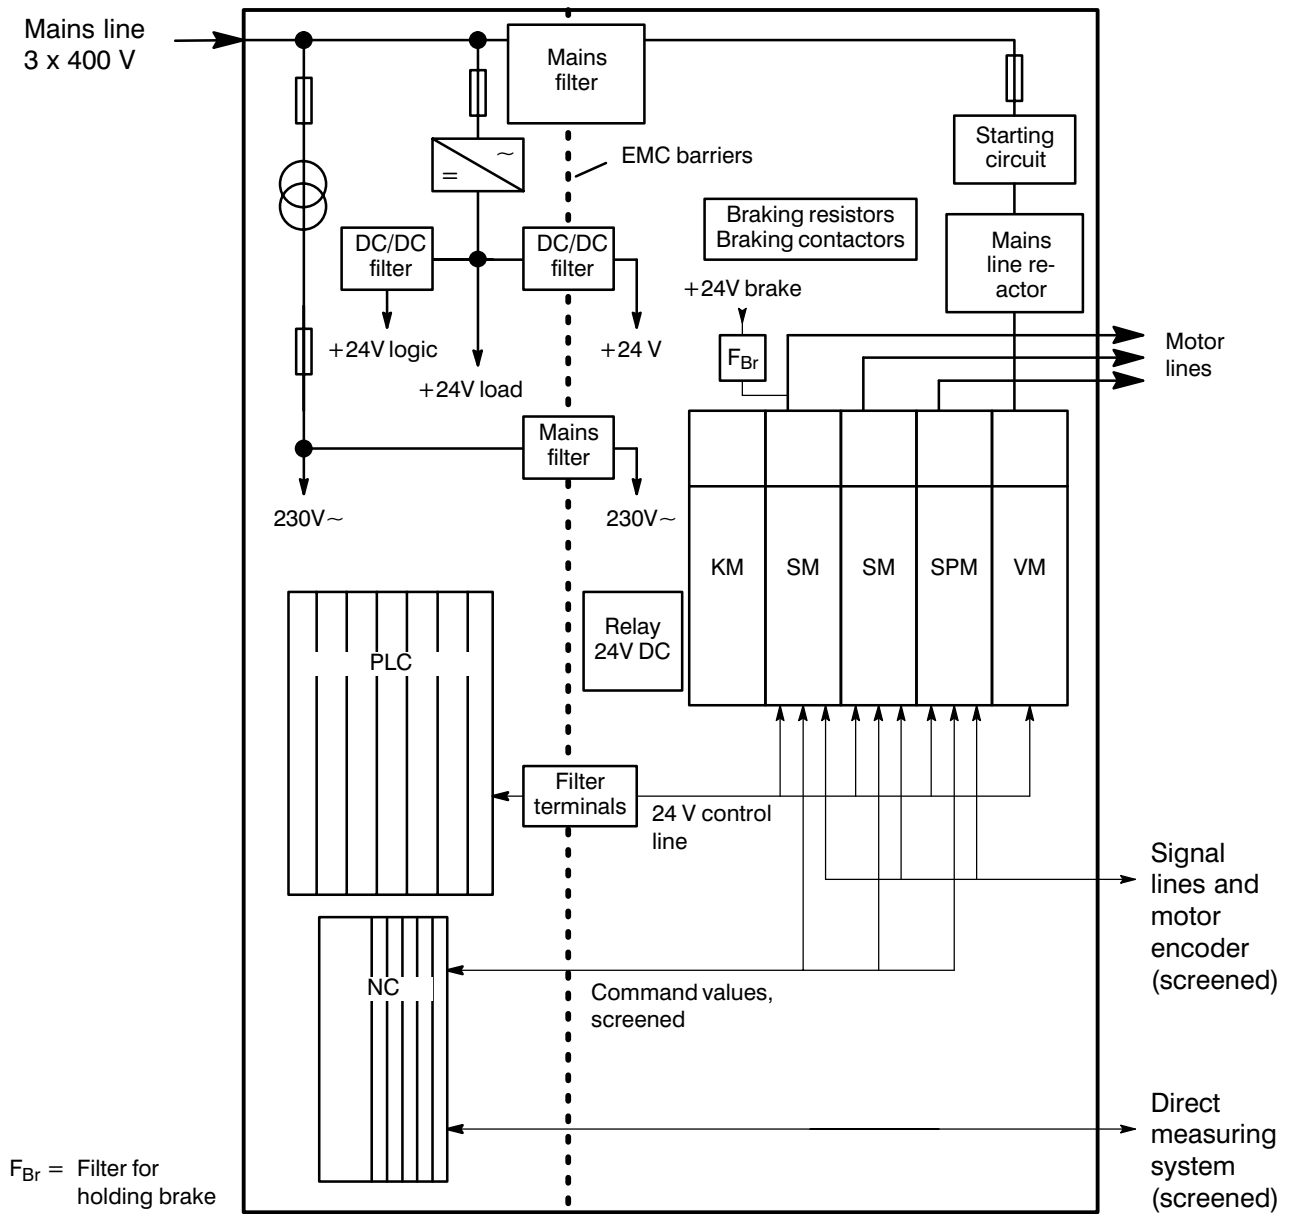 Mains line
3 x 400 V
Mains
filter
EMC barriers
~
=
Starting
circuit
Braking resistors
Braking contactors
Mains
line re-
actor
DC/DC
filter
DC/DC
filter
+24V logic
+24V load
+24 V
+24V brake
FBr
Motor
lines
Mains
filter
230V~
230V~
KM
SM
SM
SPM
VM
Relay
24V DC
PLC
Filter
terminals
24 V control
line
Signal
lines and
motor
encoder
(screened)
NC
Command values,
screened
Direct
measuring
system
(screened)
FBr = Filter for
holding brake